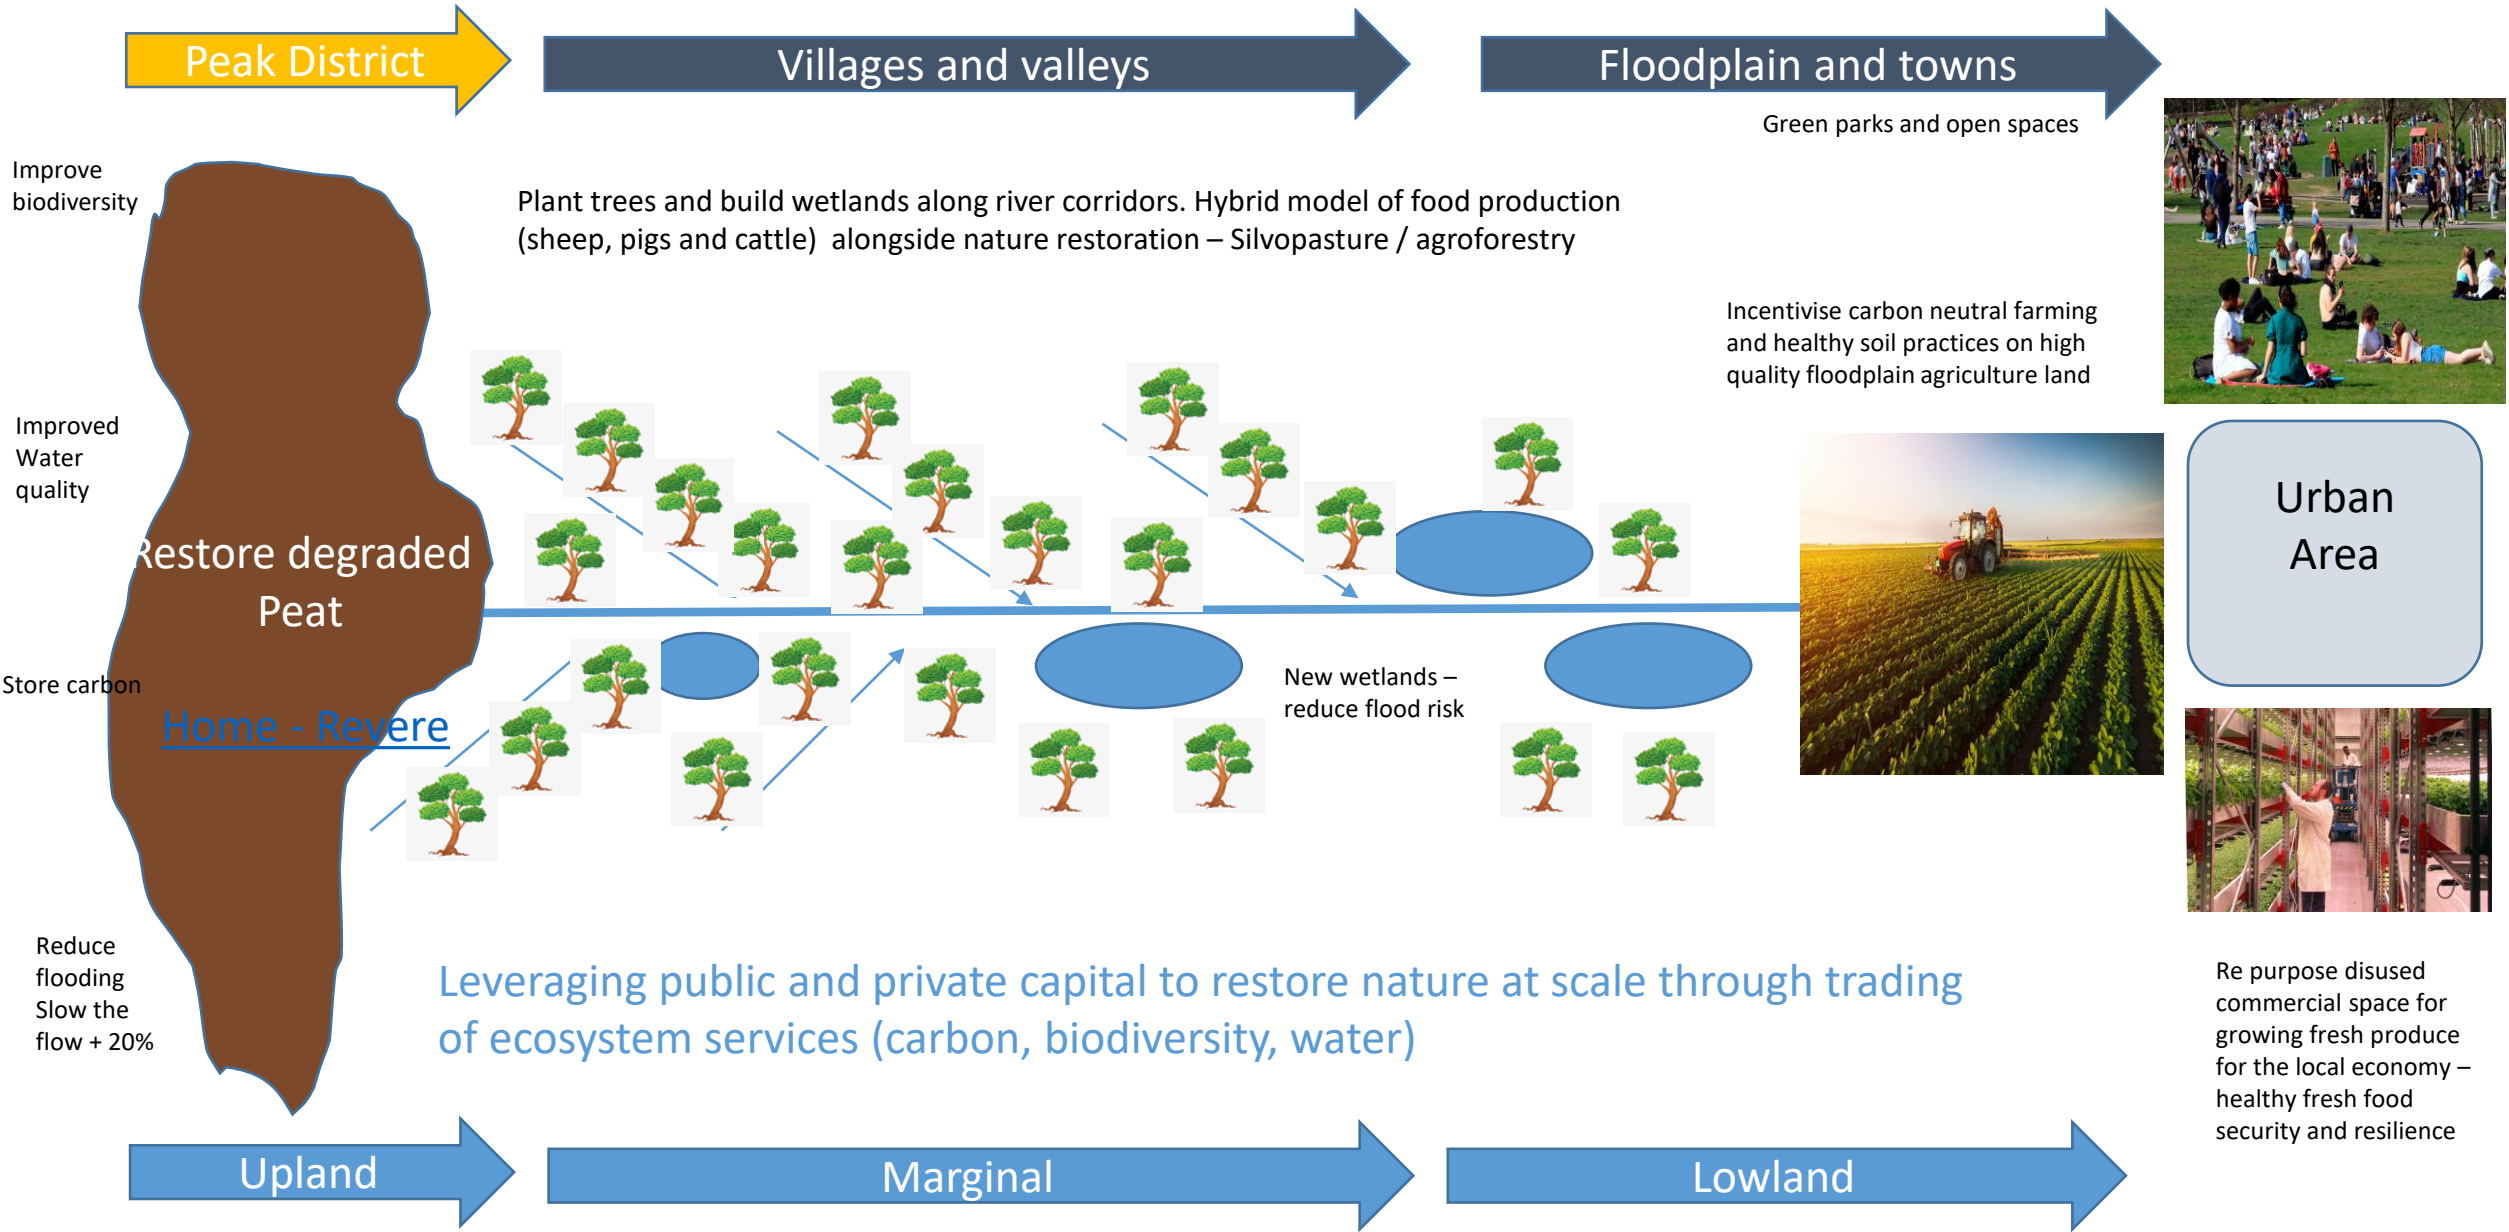 Peak District
Villages and valleys
Floodplain and towns
Green parks and open spaces
Improve
biodiversity
Plant trees and build wetlands along river corridors. Hybrid model of food production
(sheep, pigs and cattle) alongside nature restoration – Silvopasture / agroforestry
Incentivise carbon neutral farming
and healthy soil practices on high
quality floodplain agriculture land
Improved
Water
quality
Urban
Area
Restore degraded
Peat
Store carbon
Home - Revere
New wetlands –
reduce flood risk
Reduce
flooding
Slow the
flow + 20%
Leveraging public and private capital to restore nature at scale through trading
of ecosystem services (carbon, biodiversity, water)
Re purpose disused
commercial space for
growing fresh produce
for the local economy –
healthy fresh food
security and resilience
Upland
Marginal
Lowland